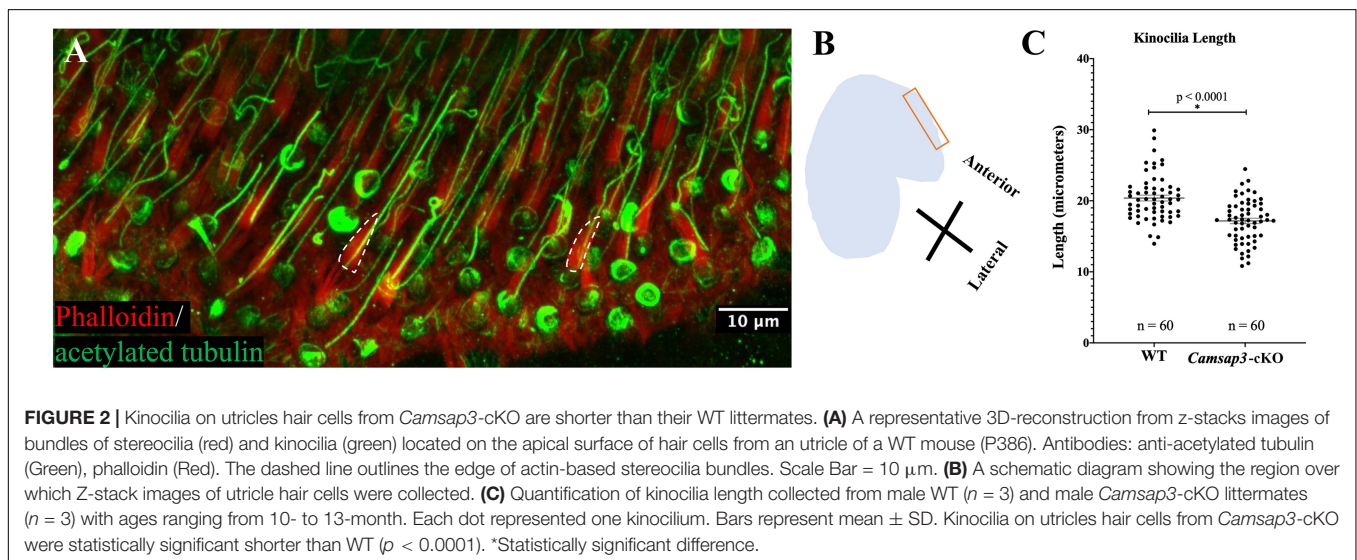 A
Phalloidin/
acetylated tubulin
10 μm
B
Anterior
Lateral
C
Kinocilia Length
Length (micrometers)
40
30
20
10
0
p < 0.0001
*
n = 60
n = 60
WT
Camsap3-cKO
FIGURE 2 | Kinocilia on utricles hair cells from Camsap3-cKO are shorter than their WT littermates. (A) A representative 3D-reconstruction from z-stacks images of
bundles of stereocilia (red) and kinocilia (green) located on the apical surface of hair cells from an utricle of a WT mouse (P386). Antibodies: anti-acetylated tubulin
(Green), phalloidin (Red). The dashed line outlines the edge of actin-based stereocilia bundles. Scale Bar = 10 μm. (B) A schematic diagram showing the region over
which Z-stack images of utricle hair cells were collected. (C) Quantification of kinocilia length collected from male WT (n = 3) and male Camsap3-cKO littermates
(n = 3) with ages ranging from 10- to 13-month. Each dot represented one kinocilium. Bars represent mean ± SD. Kinocilia on utricles hair cells from Camsap3-cKO
were statistically significant shorter than WT (p < 0.0001). *Statistically significant difference.